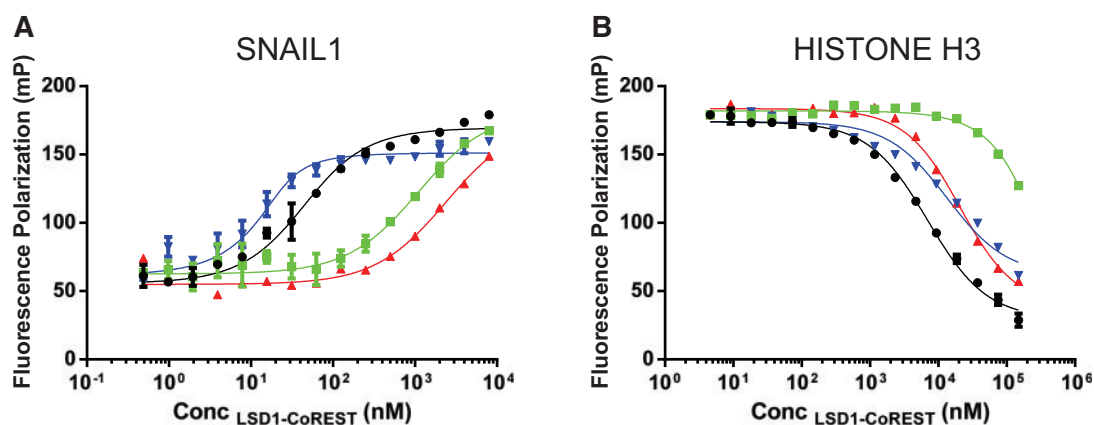 A
SNAIL1
Fluorescence Polarization (mP)
200
150
100
50
0
10-1
100
101
102
103
104
Conc LSD1-CoREST (nM)
B
HISTONE H3
Fluorescence Polarization (mP)
200
150
100
50
0
100
101
102
103
104
105
106
Conc LSD1-CoREST (nM)